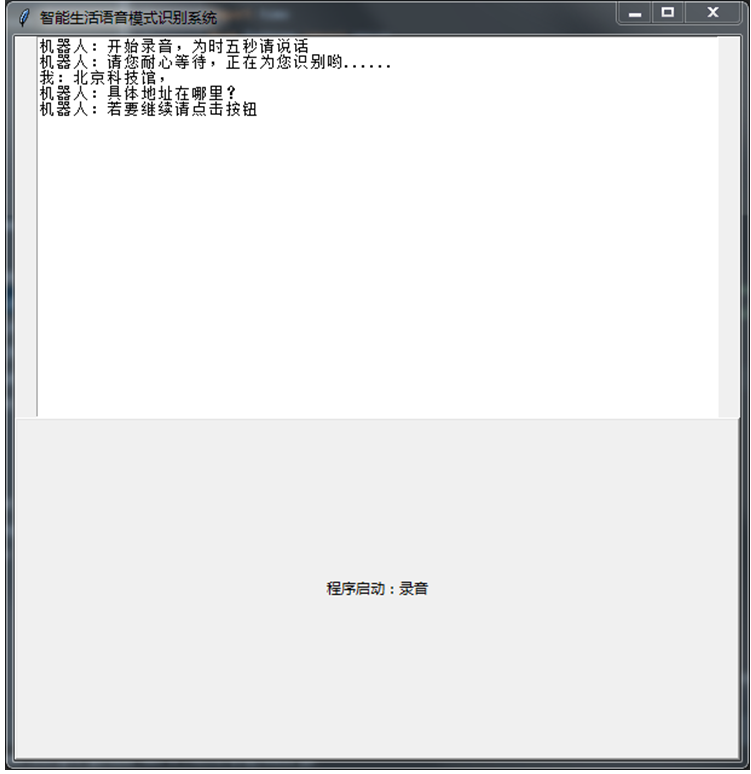 智能生活语音模式识别系统
机器人：开始录音，为时五秒请说话
机器人：请您耐心等待，正在为您识别哟......
我：北京科技馆，
机器人：具体地址在哪里？
机器人：若要继续请点击按钮
程序启动：录音